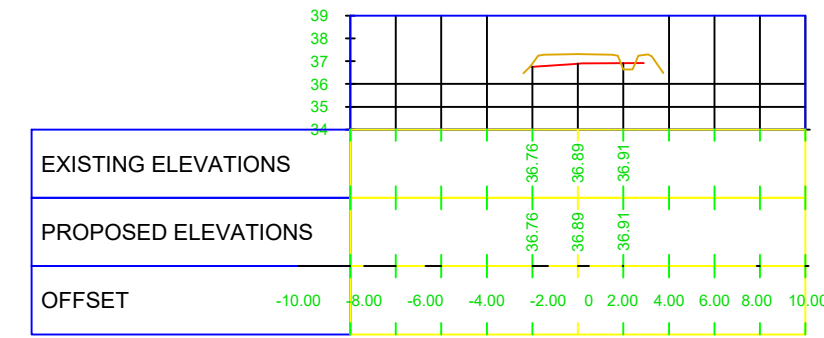 39
38
37
36
35
34
EXISTING ELEVATIONS 36.76 36.89 36.91
PROPOSED ELEVATIONS 36.76 36.89 36.91
OFFSET -10.00 -8.00 -6.00 -4.00 -2.00 0 2.00 4.00 6.00 8.00 10.00